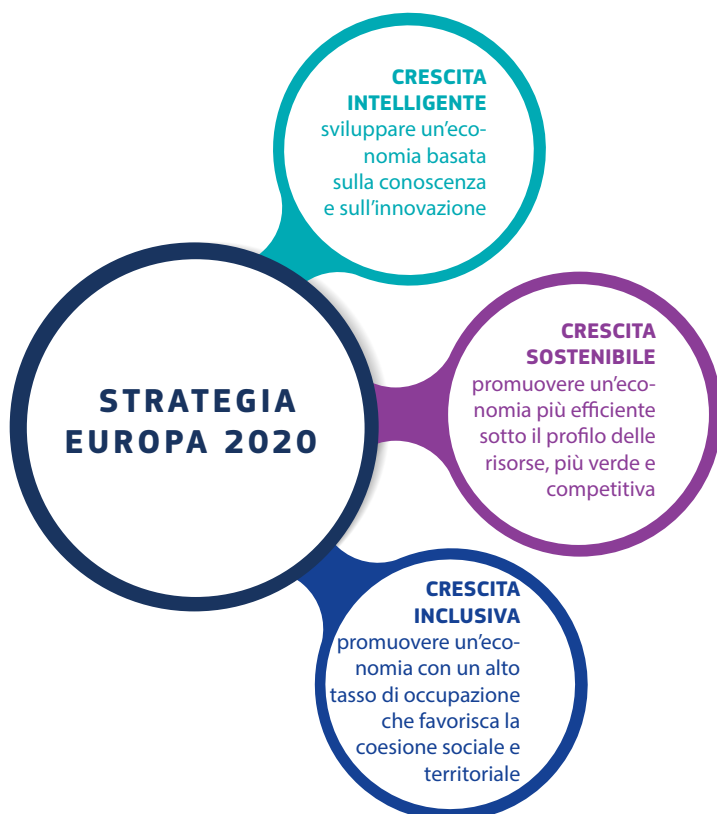 CRESCITA
INTELLIGENTE
sviluppare un'eco-
nomia basata
sulla conoscenza
e sull'innovazione
STRATEGIA
EUROPA 2020
CRESCITA
SOSTENIBILE
promuovere un'eco-
nomia più efficiente
sotto il profilo delle
risorse, più verde e
competitiva
CRESCITA
INCLUSIVA
promuovere un'eco-
nomia con un alto
tasso di occupazione
che favorisca la
coesione sociale e
territoriale